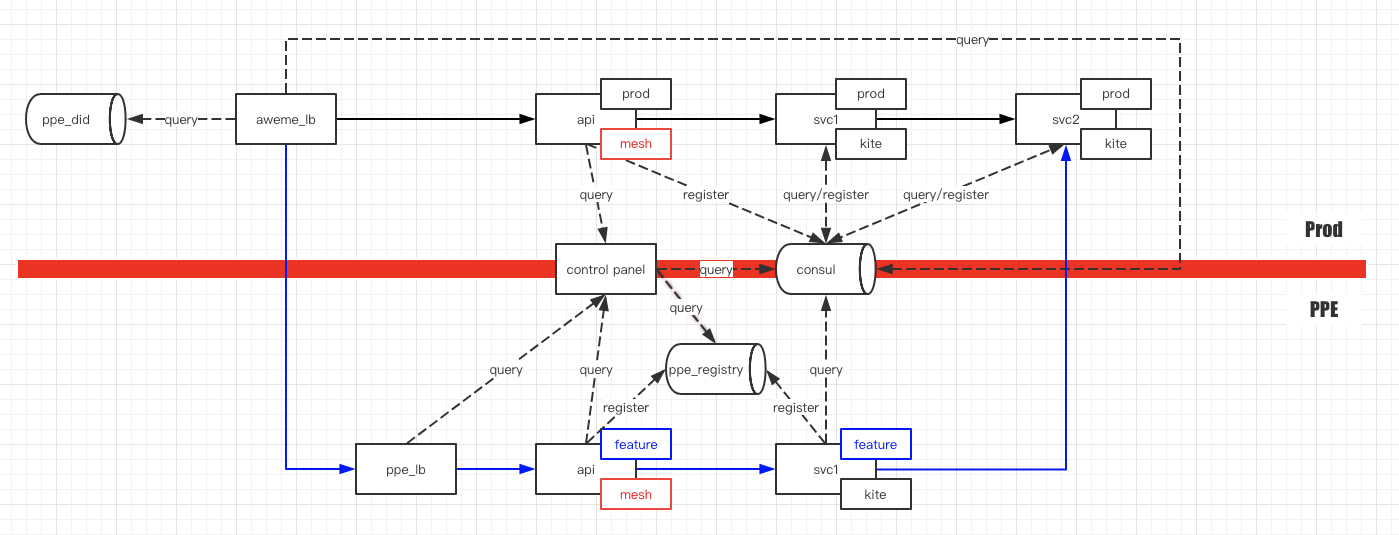 query
prod
prod
prod
ppe_did
query
aweme_lb
api
svc1
svc2
mesh
kite
kite
query
register
query/register
query/register
Prod
control panel
query
consul
query
PPE
query
query
ppe_registry
query
register
register
feature
feature
ppe_lb
api
svc1
mesh
kite